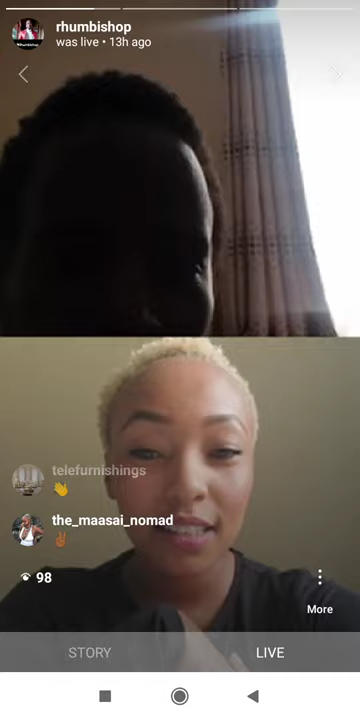 rhumbishop
was live • 13h ago
telefurnishings
👋
the_maasai_nomad
✌🏾
98
More
STORY
LIVE